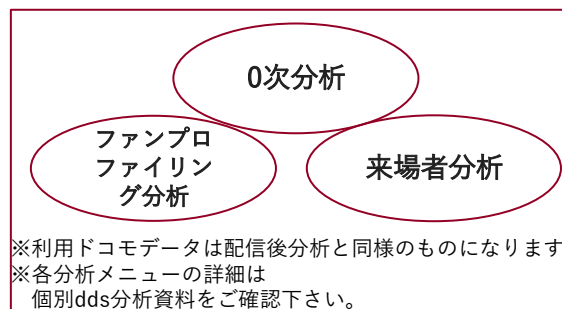 0次分析
ファンプロ
ファイリン
グ分析
来場者分析
※利用ドコモデータは配信後分析と同様のものになります
※各分析メニューの詳細は
個別dds分析資料をご確認下さい。